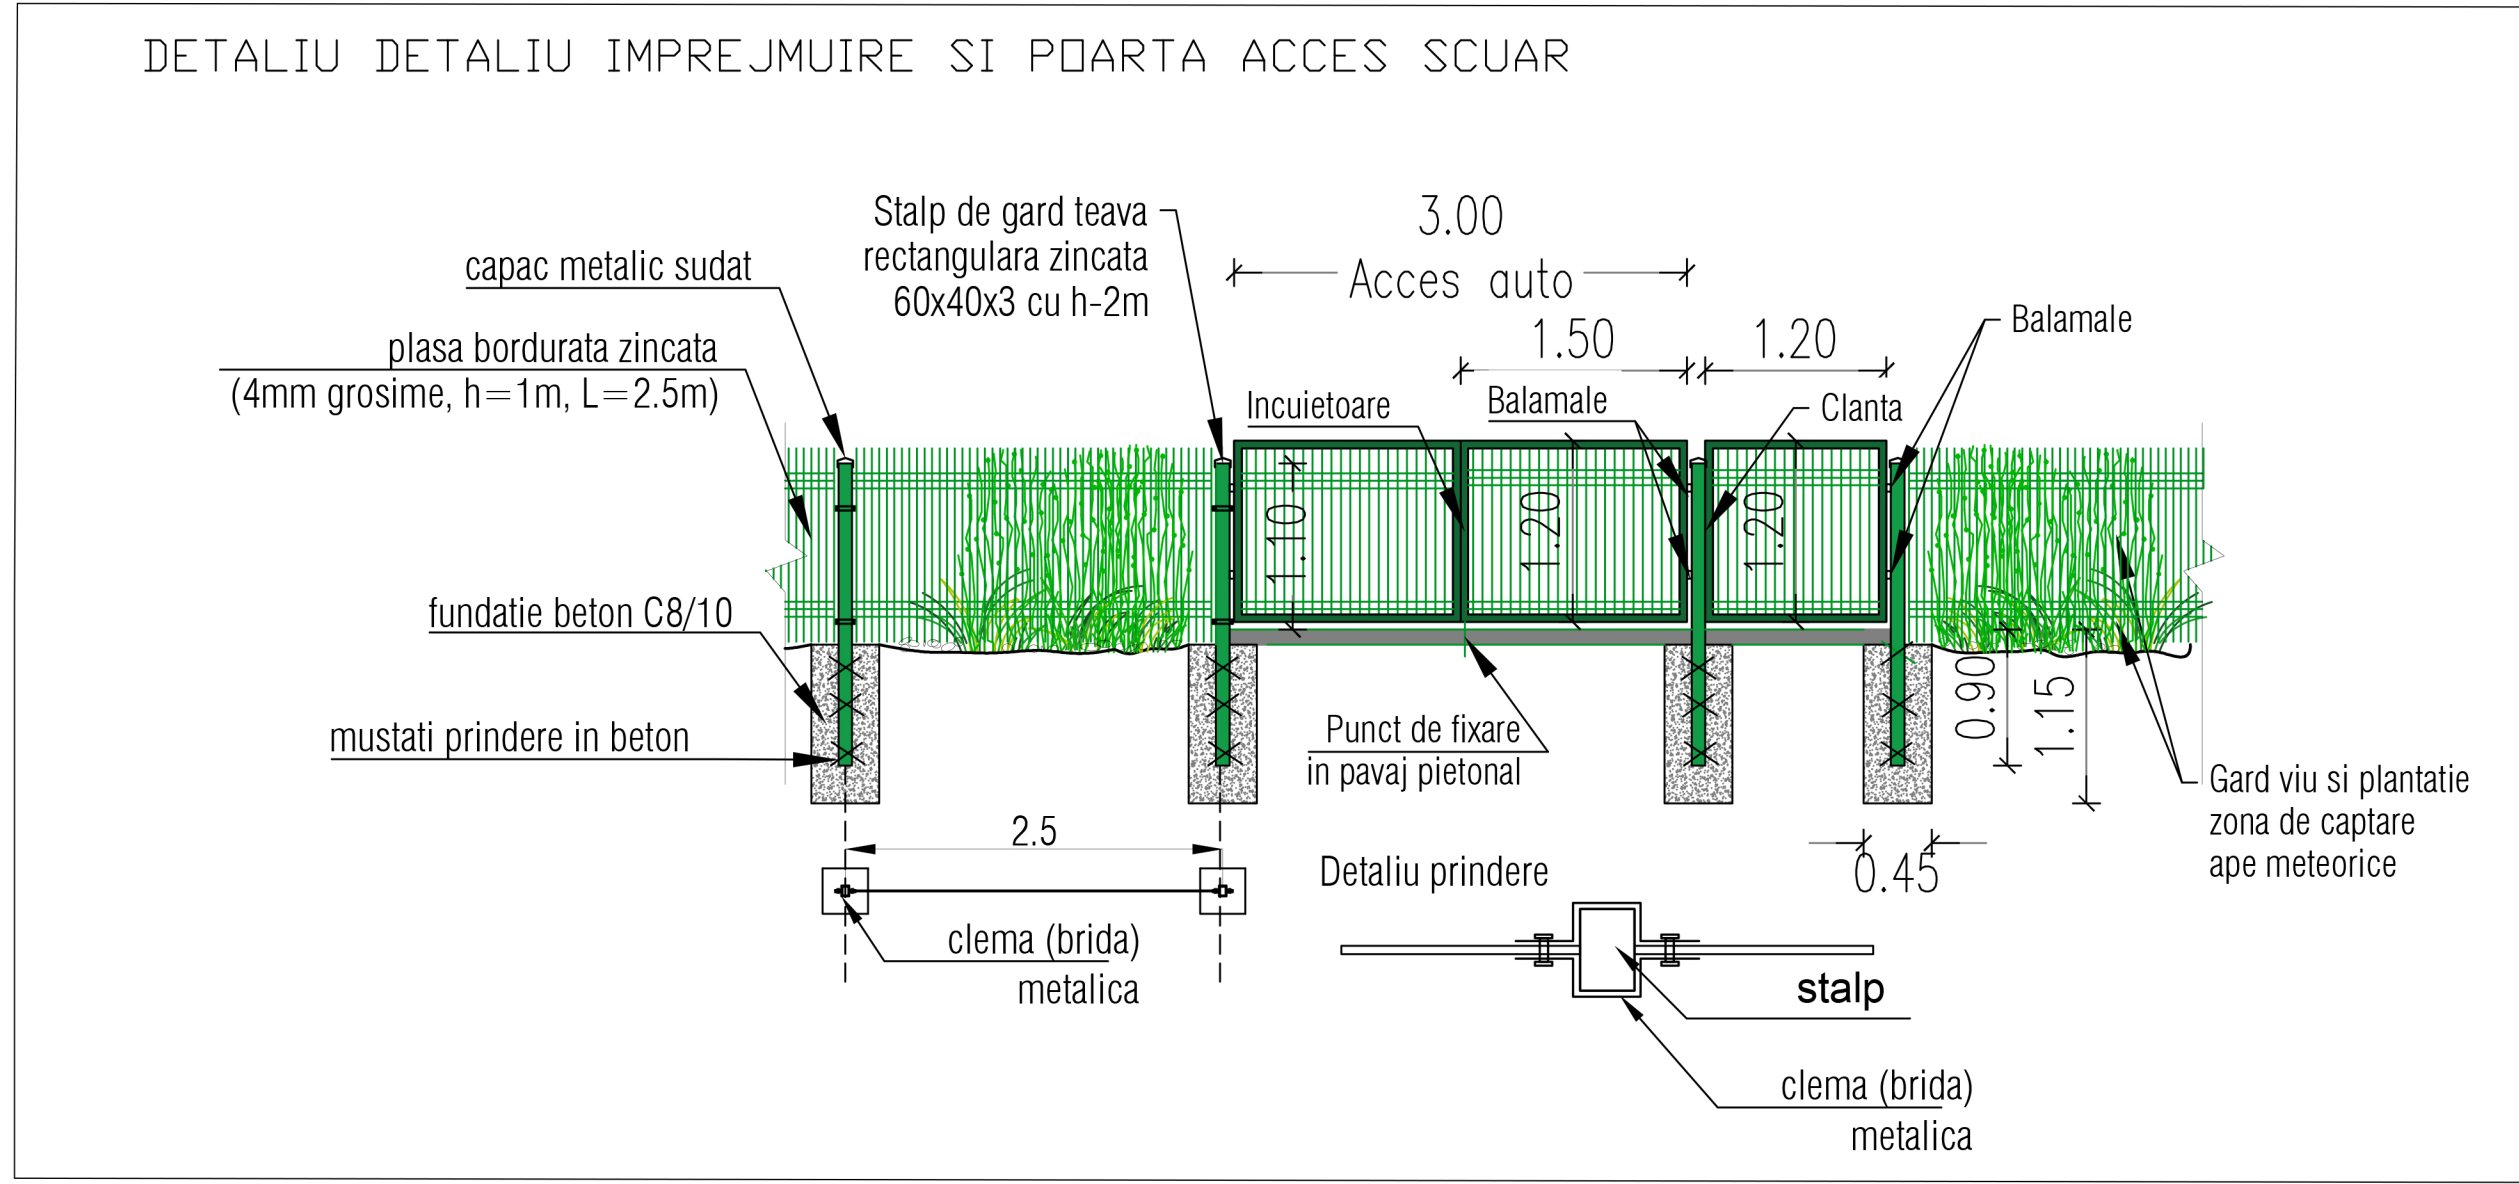 DETALIU DETALIU IMPREJMUIRE SI POARTA ACCES SCUAR
Stalp de gard teava
rectangulara zincata
60x40x3 cu h-2m
3.00
Acces auto
capac metalic sudat
1.50
1.20
Balamale
plasa bordurata zincata
(4mm grosime, h=1m, L=2.5m)
Incuietoare
Balamale
Clanta
1.10
1.20
1.20
fundatie beton C8/10
mustati prindere in beton
Punct de fixare
in pavaj pietonal
0.90
1.15
Gard viu si plantatie
zona de captare
ape meteorice
2.5
0.45
Detaliu prindere
clema (brida)
metalica
stalp
clema (brida)
metalica